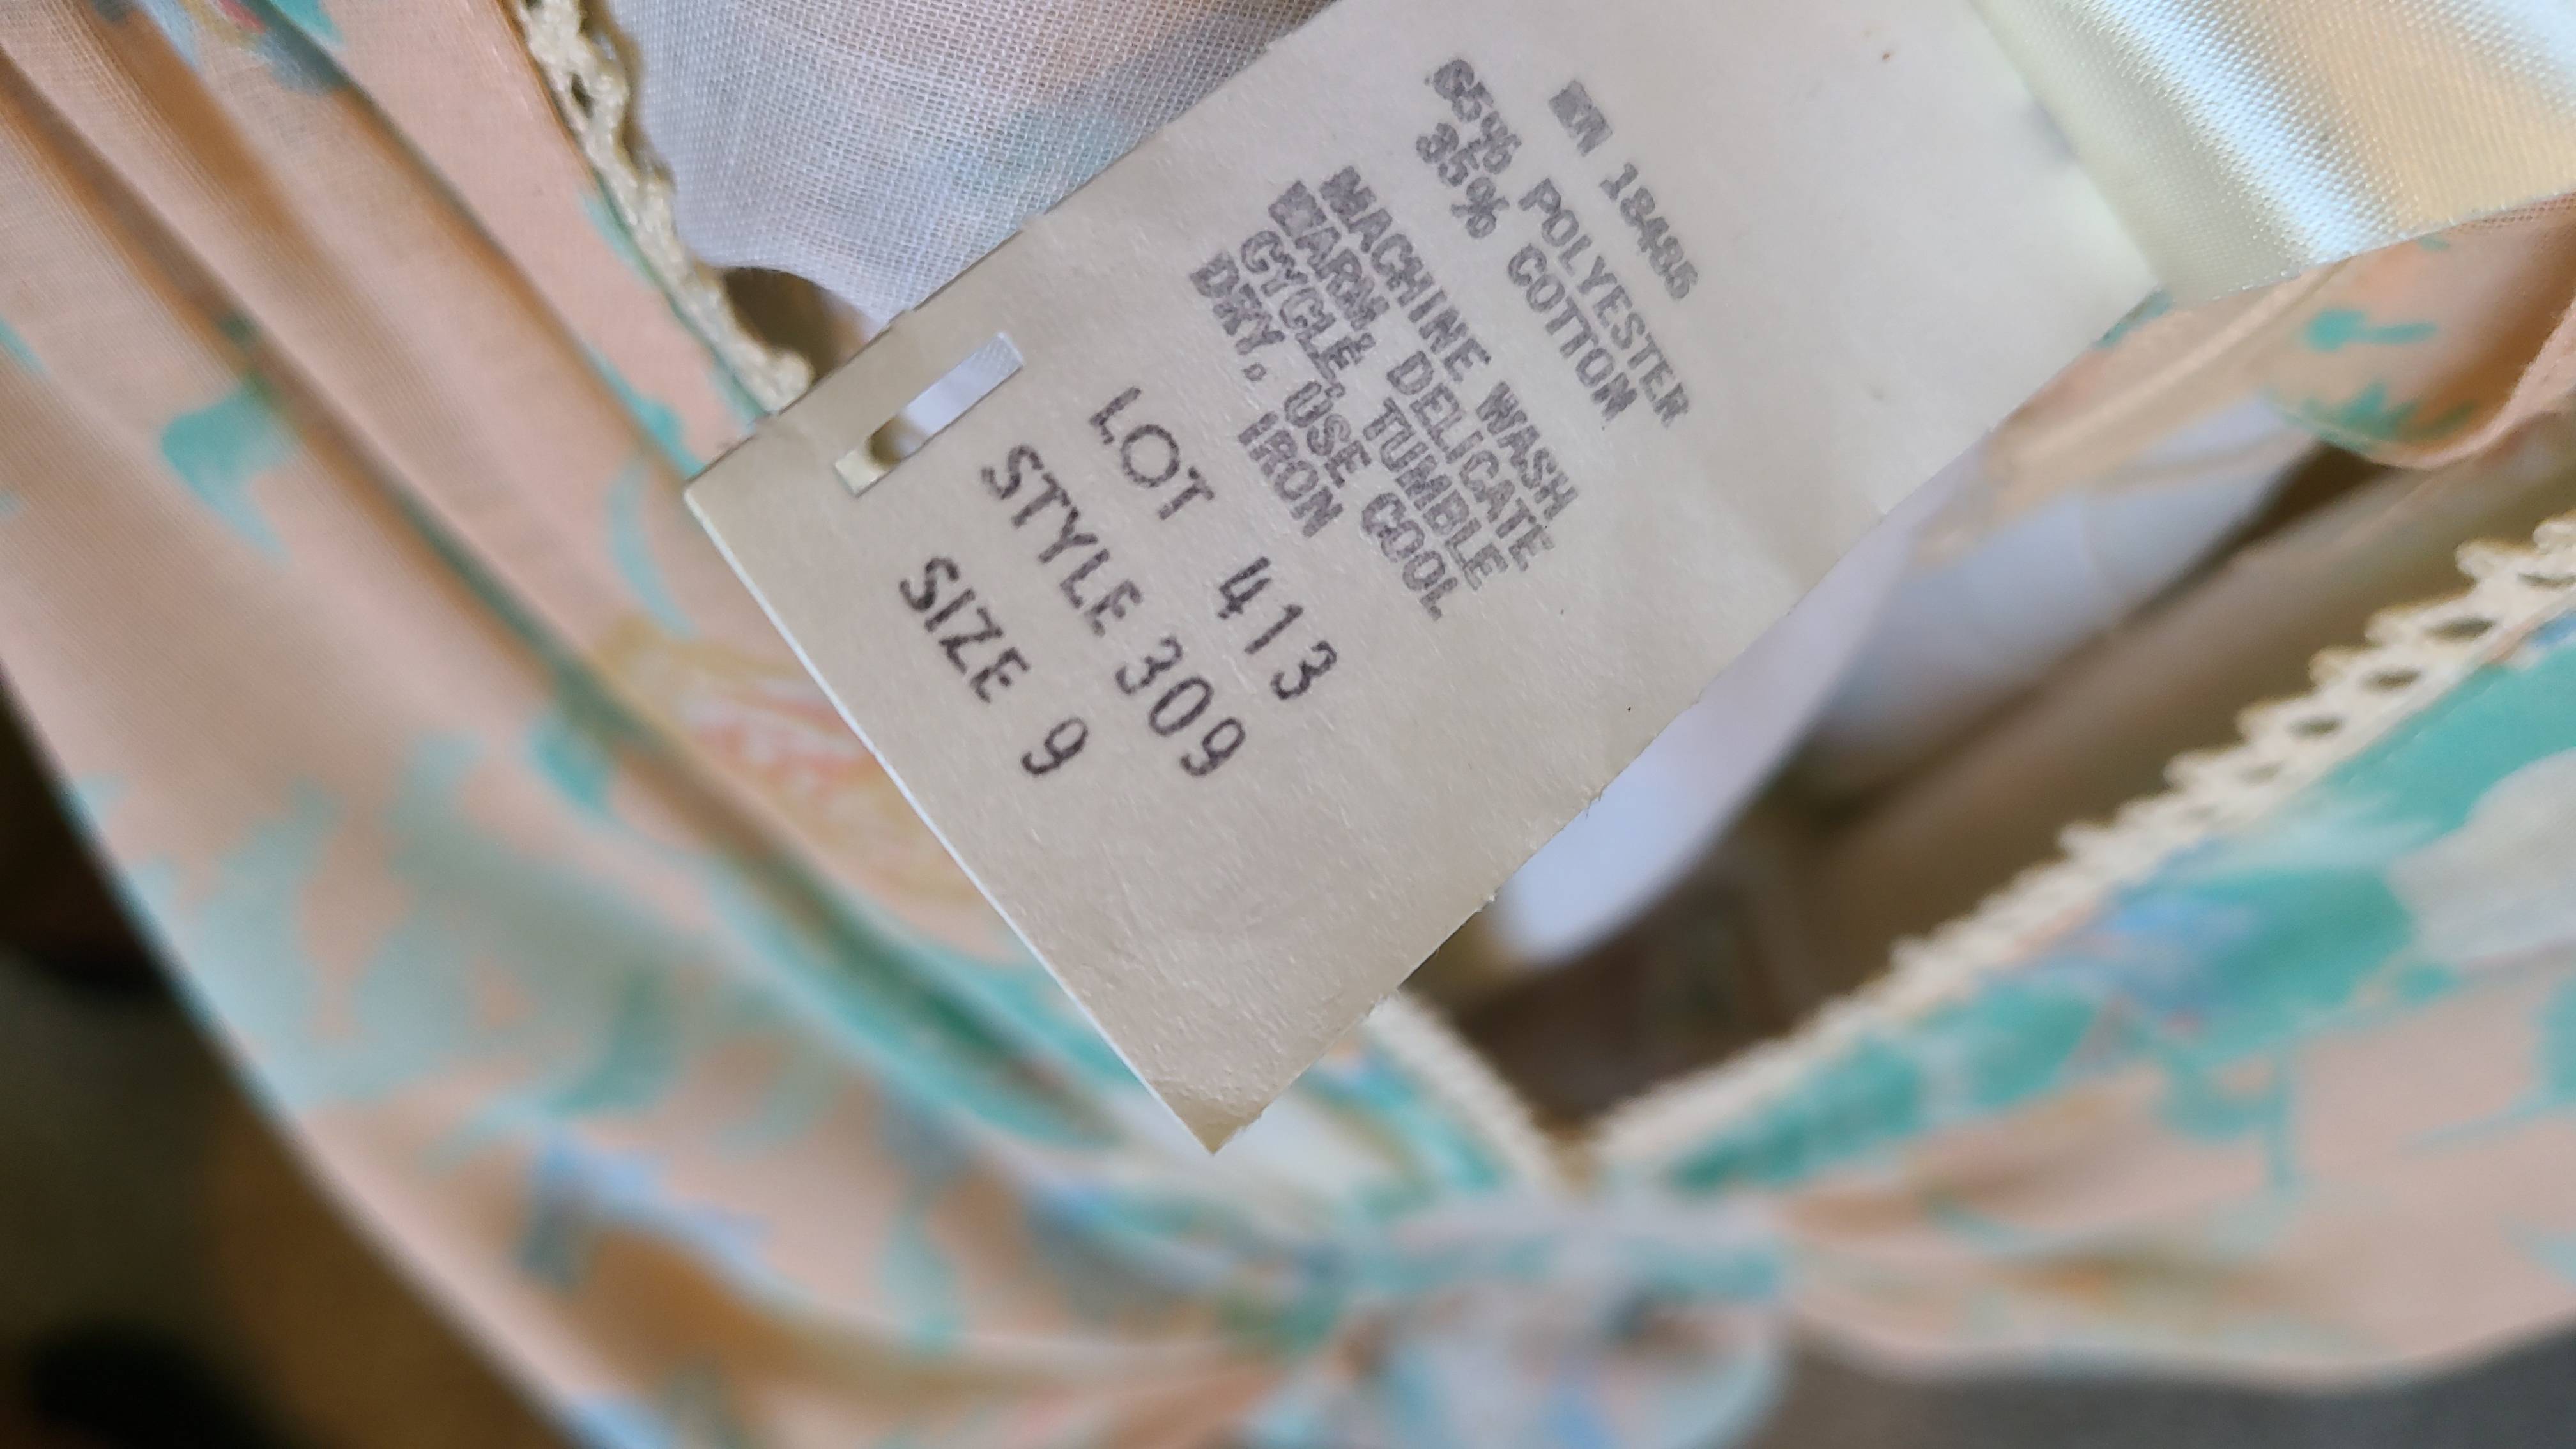 RN 18486
65% POLYESTER
35% COTTON
MACHINE WASH
WARM, DELICATE
CYCLE, TUMBLE
DRY, USE COOL
IRON
LOT 413
STYLE 309
SIZE 9